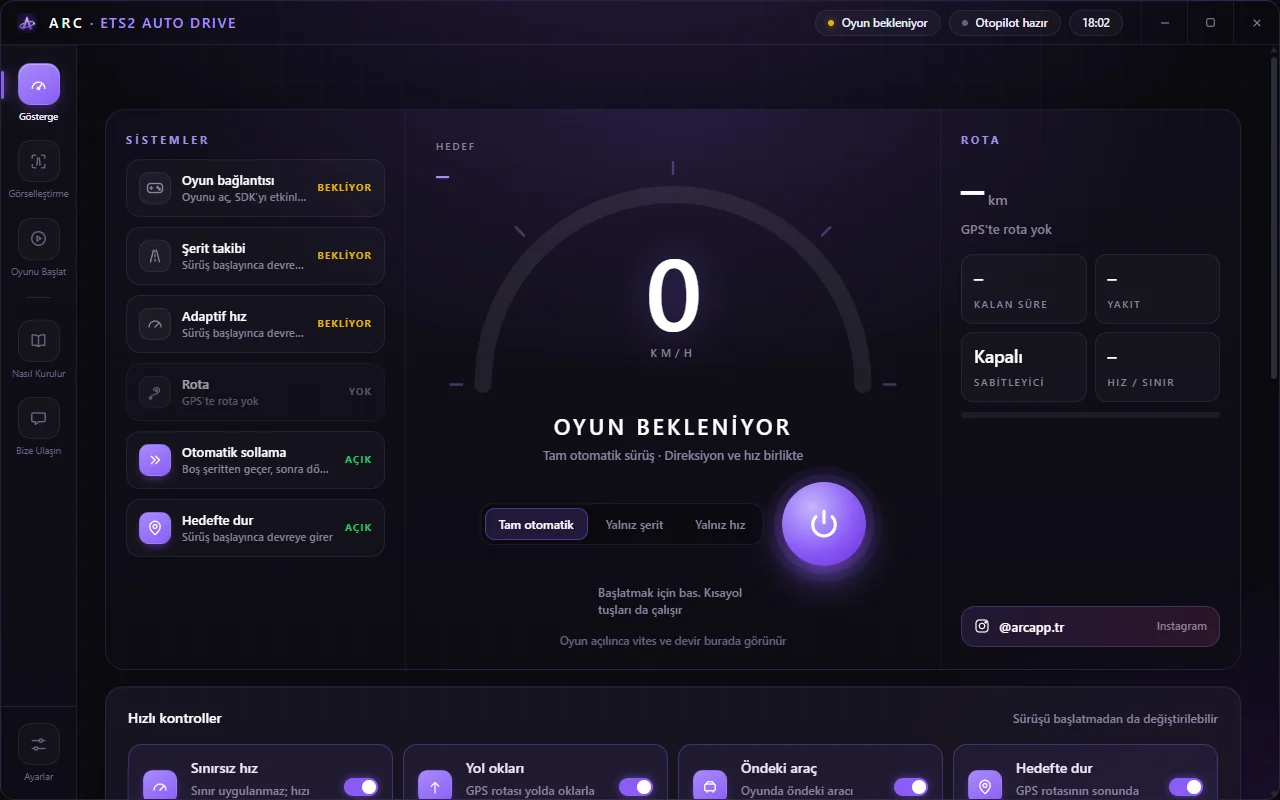 ARC · ETS2 AUTO DRIVE
Oyun bekleniyor
Otopilot hazır
18:02
Gösterge
Görselleştirme
Oyunu Başlat
Nasıl Kurulur
Bize Ulaşın
Ayarlar
SİSTEMLER
Oyun bağlantısı
Oyunu aç, SDK'yı etkinl...
BEKLİYOR
Şerit takibi
Sürüş başlayınca devre...
BEKLİYOR
Adaptif hız
Sürüş başlayınca devre...
BEKLİYOR
Rota
GPS'te rota yok
YOK
Otomatik sollama
Boş şeritten geçer, sonra dö...
AÇIK
Hedefte dur
Sürüş başlayınca devreye girer
AÇIK
HEDEF
–
0
KM/H
OYUN BEKLENİYOR
Tam otomatik sürüş · Direksiyon ve hız birlikte
Tam otomatik
Yalnız şerit
Yalnız hız
Başlatmak için bas. Kısayol
tuşları da çalışır
Oyun açılınca vites ve devir burada görünür
ROTA
– km
GPS'te rota yok
–
KALAN SÜRE
–
YAKIT
Kapalı
SABİTLEYİCİ
–
HIZ / SINIR
@arcapp.tr
Instagram
Hızlı kontroller
Sürüşü başlatmadan da değiştirilebilir
Sınırsız hız
Sınır uygulanmaz; hızı
Yol okları
GPS rotası yolda oklarla
Öndeki araç
Oyunda öndeki aracı
Hedefte dur
GPS rotasının sonunda